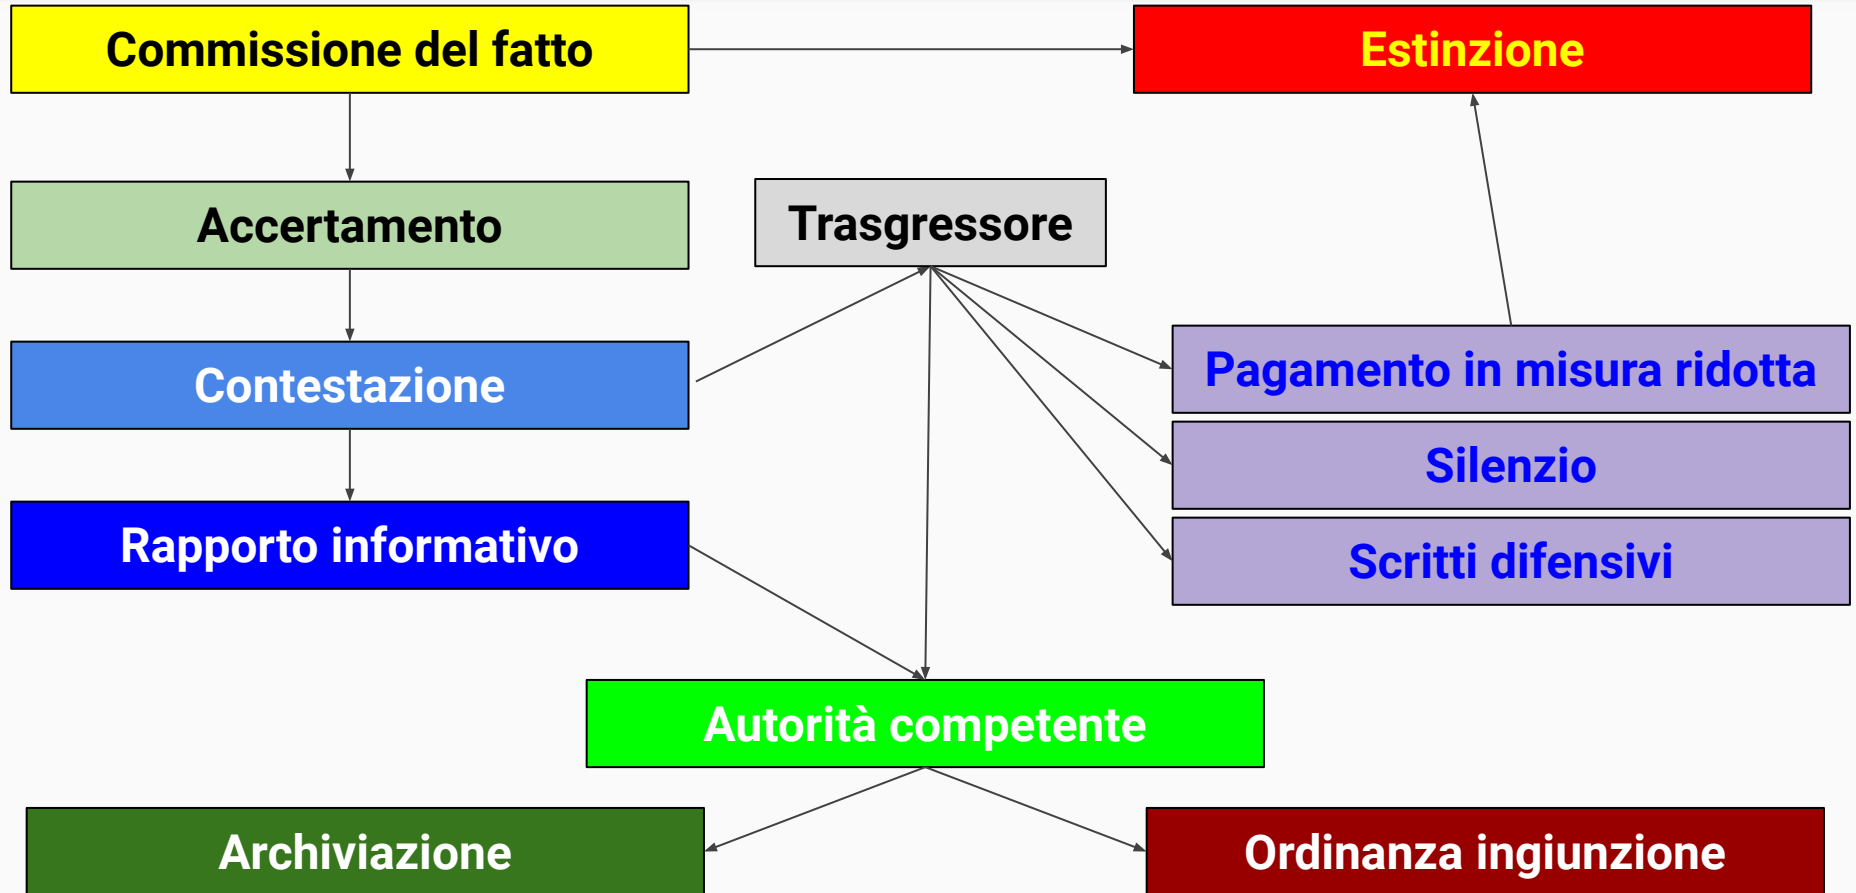 Commissione del fatto
Estinzione
Accertamento
Trasgressore
Contestazione
Pagamento in misura ridotta
Silenzio
Rapporto informativo
Scritti difensivi
Autorità competente
Archiviazione
Ordinanza ingiunzione